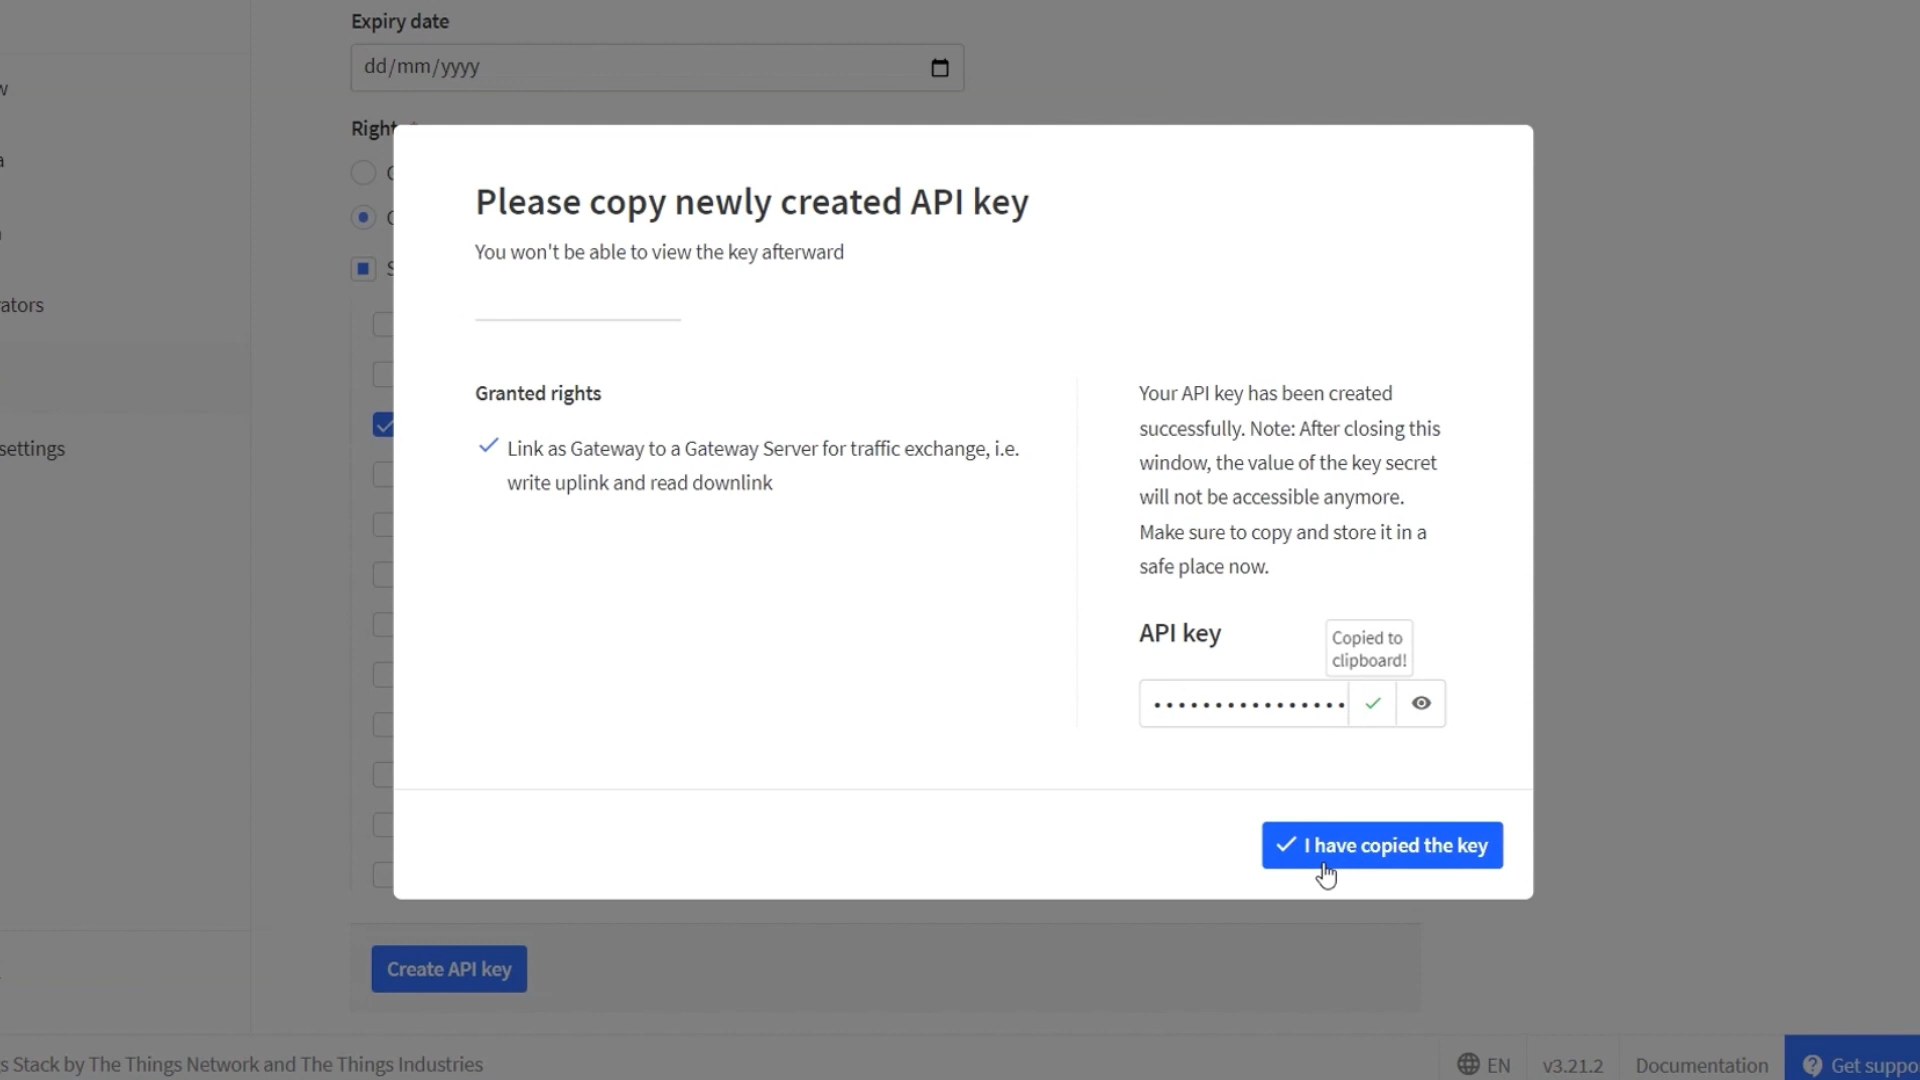 Expiry date
dd/mm/yyyy
Please copy newly created API key
You won't be able to view the key afterward
Granted rights
Link as Gateway to a Gateway Server for traffic exchange, i.e.
write uplink and read downlink
Your API key has been created
successfully. Note: After closing this
window, the value of the key secret
will not be accessible anymore.
Make sure to copy and store it in a
safe place now.
API key
Copied to
clipboard!
I have copied the key
settings
Create API key
Stack by The Things Network and The Things Industries
EN
v3.21.2
Documentation
Get